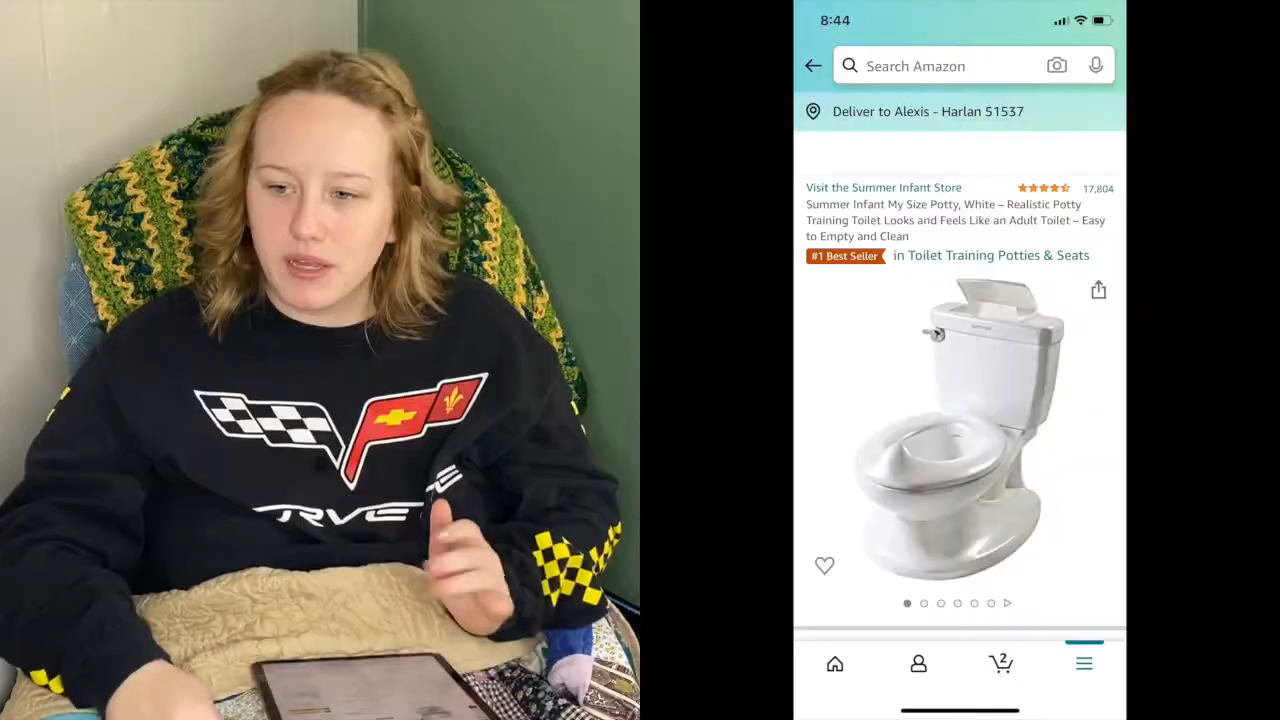 8:44
Search Amazon
Deliver to Alexis - Harlan 51537
Visit the Summer Infant Store
17,804
Summer Infant My Size Potty, White – Realistic Potty
Training Toilet Looks and Feels Like an Adult Toilet – Easy
to Empty and Clean
#1 Best Seller in Toilet Training Potties & Seats
2